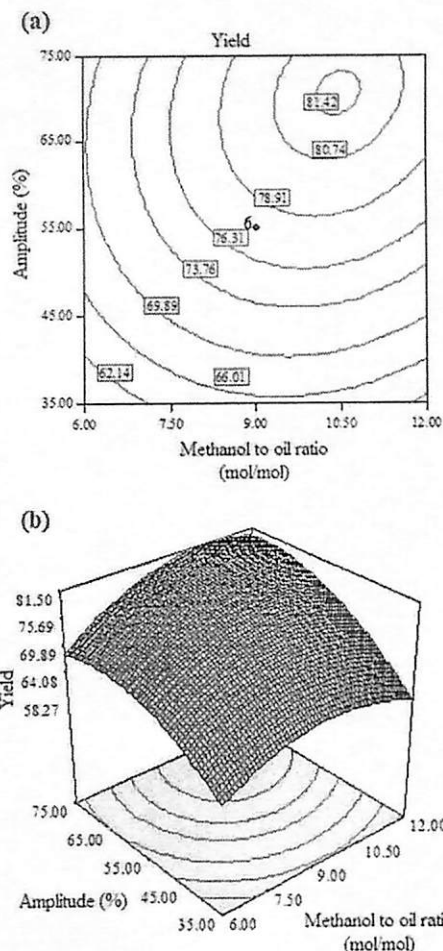 (a)
Yield
75.00
65.00
55.00
45.00
35.00
Amplitude (%)
81.42
80.74
78.91
6
76.31
73.76
69.89
66.01
62.14
6.00 7.50 9.00 10.50 12.00
Methanol to oil ratio
(mol/mol)
(b)
81.50
75.69
69.89
64.08
58.27
Yield
75.00
65.00
55.00
45.00
35.00
Amplitude (%)
12.00
10.50
9.00
7.50
6.00
Methanol to oil ratio
(mol/mol)